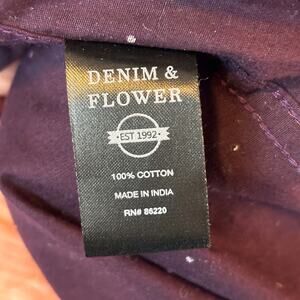 DENIM &
FLOWER
EST 1992
100% COTTON
MADE IN INDIA
RN# 86220